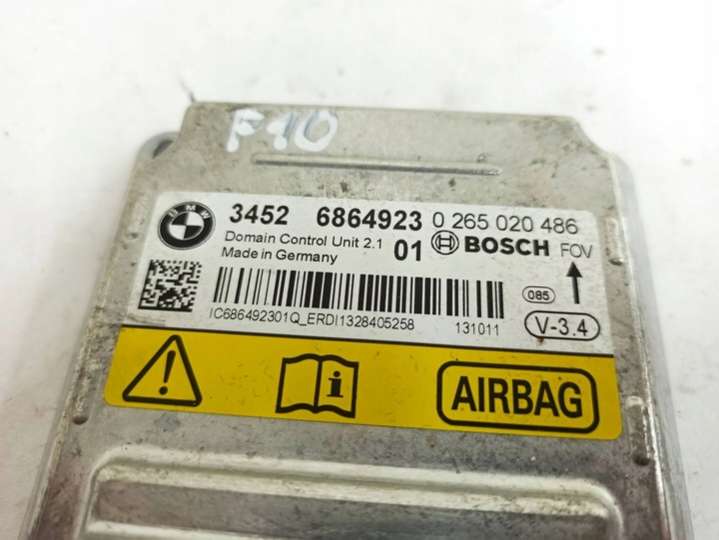 F10
BMW
3452 6864923 0 265 020 486
Domain Control Unit 2.1 01 BOSCH FOV
Made in Germany
085
IC686492301Q_ERDI1328405258 131011
V-3.4
AIRBAG